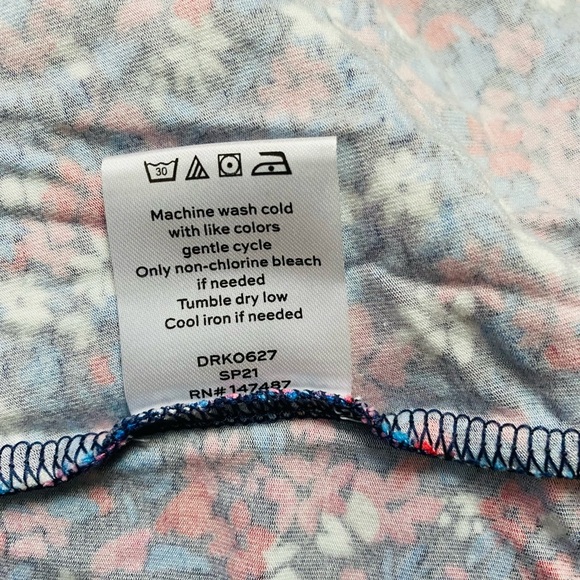 30
Machine wash cold
with like colors
gentle cycle
Only non-chlorine bleach
if needed
Tumble dry low
Cool iron if needed
DRK0627
SP21
RN# 147487